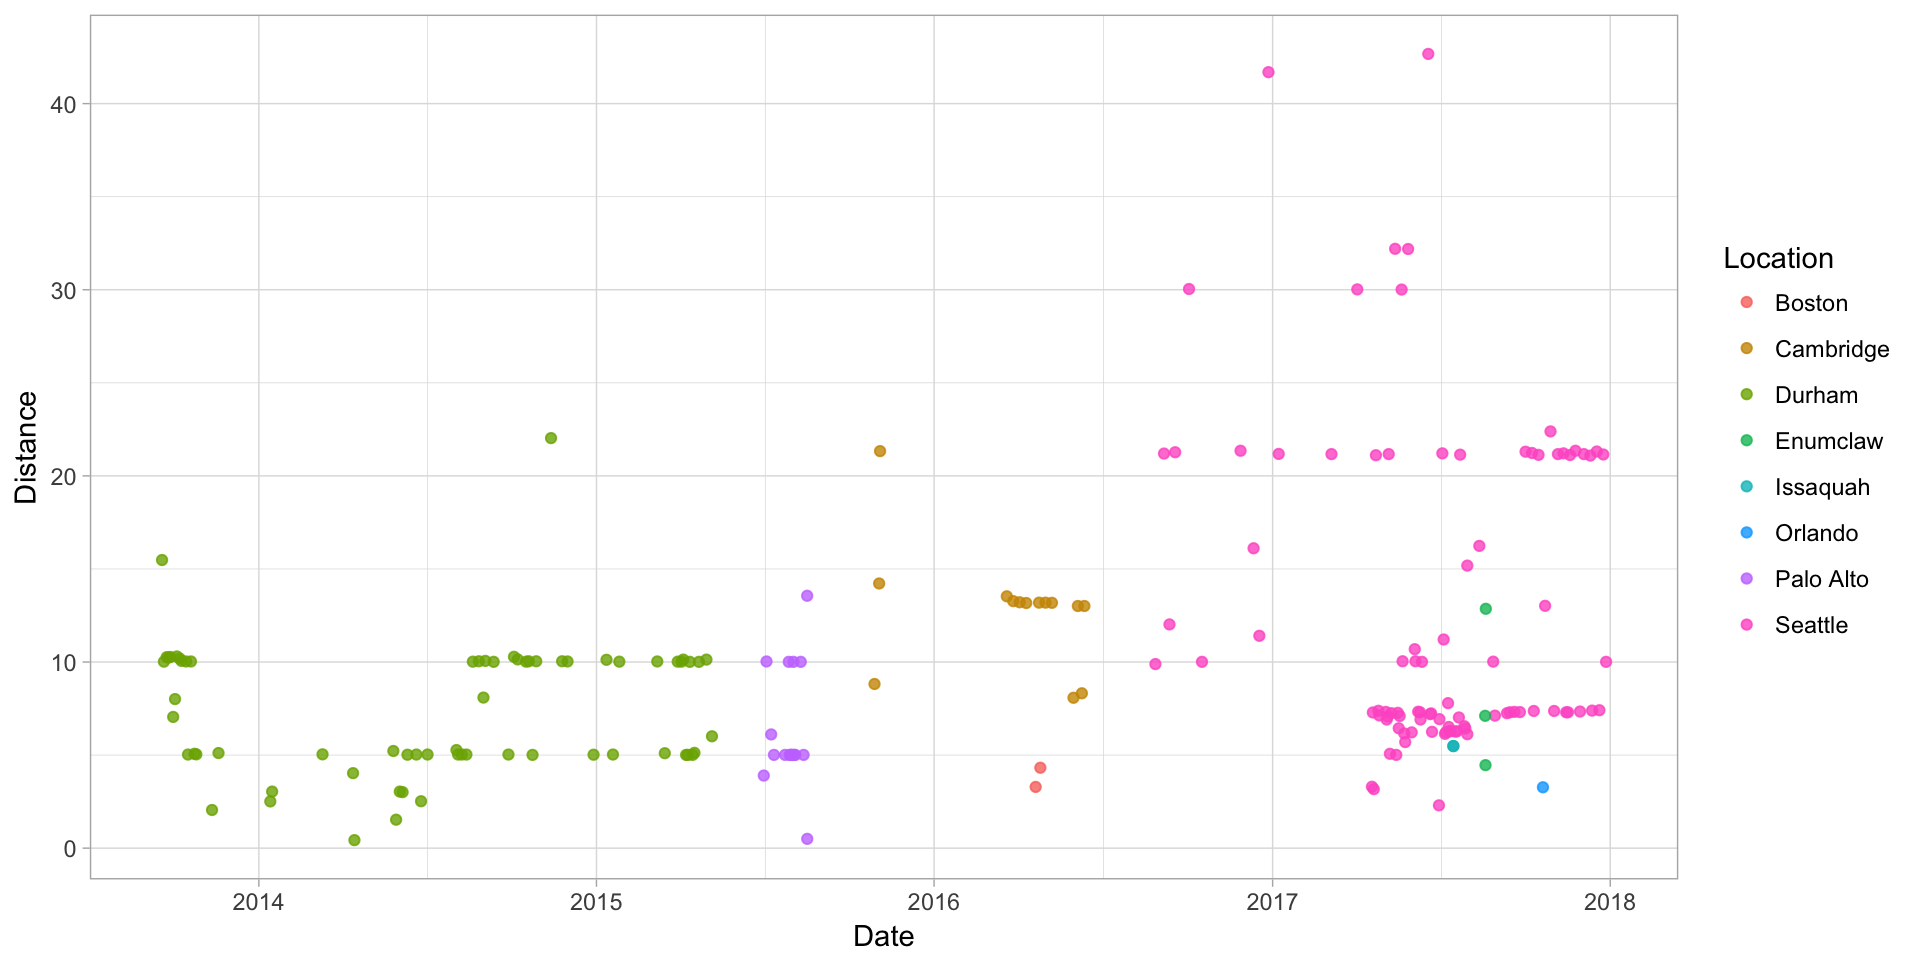 40
30
20
10
0
Distance
2014 2015 2016 2017 2018
Date
Location
Boston
Cambridge
Durham
Enumclaw
Issaquah
Orlando
Palo Alto
Seattle